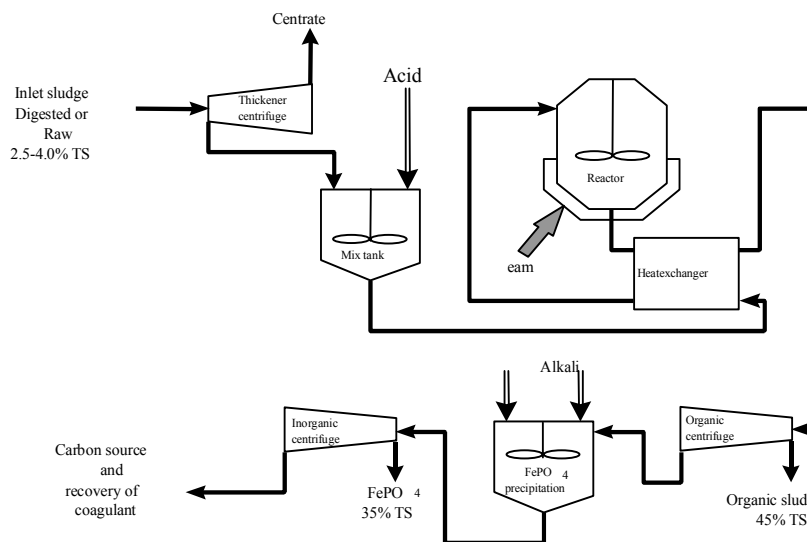 Centrate
Inlet sludge
Digested or
Raw
2.5-4.0% TS
Thickener
centrifuge
Acid
Mix tank
Reactor
eam
Heatexchanger
Alkali
Inorganic
centrifuge
Organic
centrifuge
Carbon source
and
recovery of
coagulant
FePO 4
35% TS
FePO 4
precipitation
Organic slud
45% TS